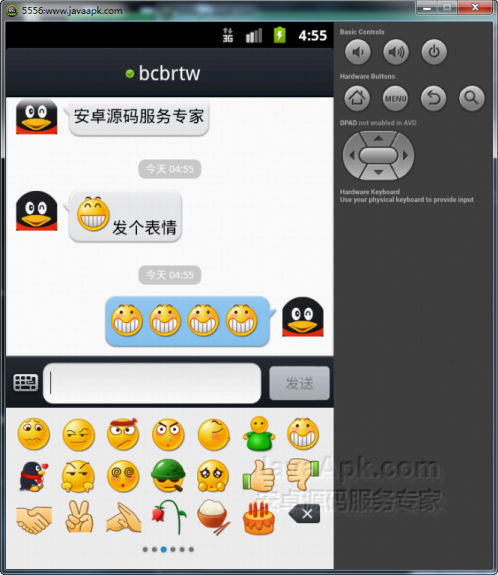 5556:www.javaapk.com
3G
4:55
Basic Controls
bcbrtw
Hardware Buttons
MENU
安卓源码服务专家
DPAD not enabled in AVD
今天 04:55
Hardware Keyboard
Use your physical keyboard to provide input
发个表情
今天 04:55
发送
JavaApk.com
安卓源码服务专家